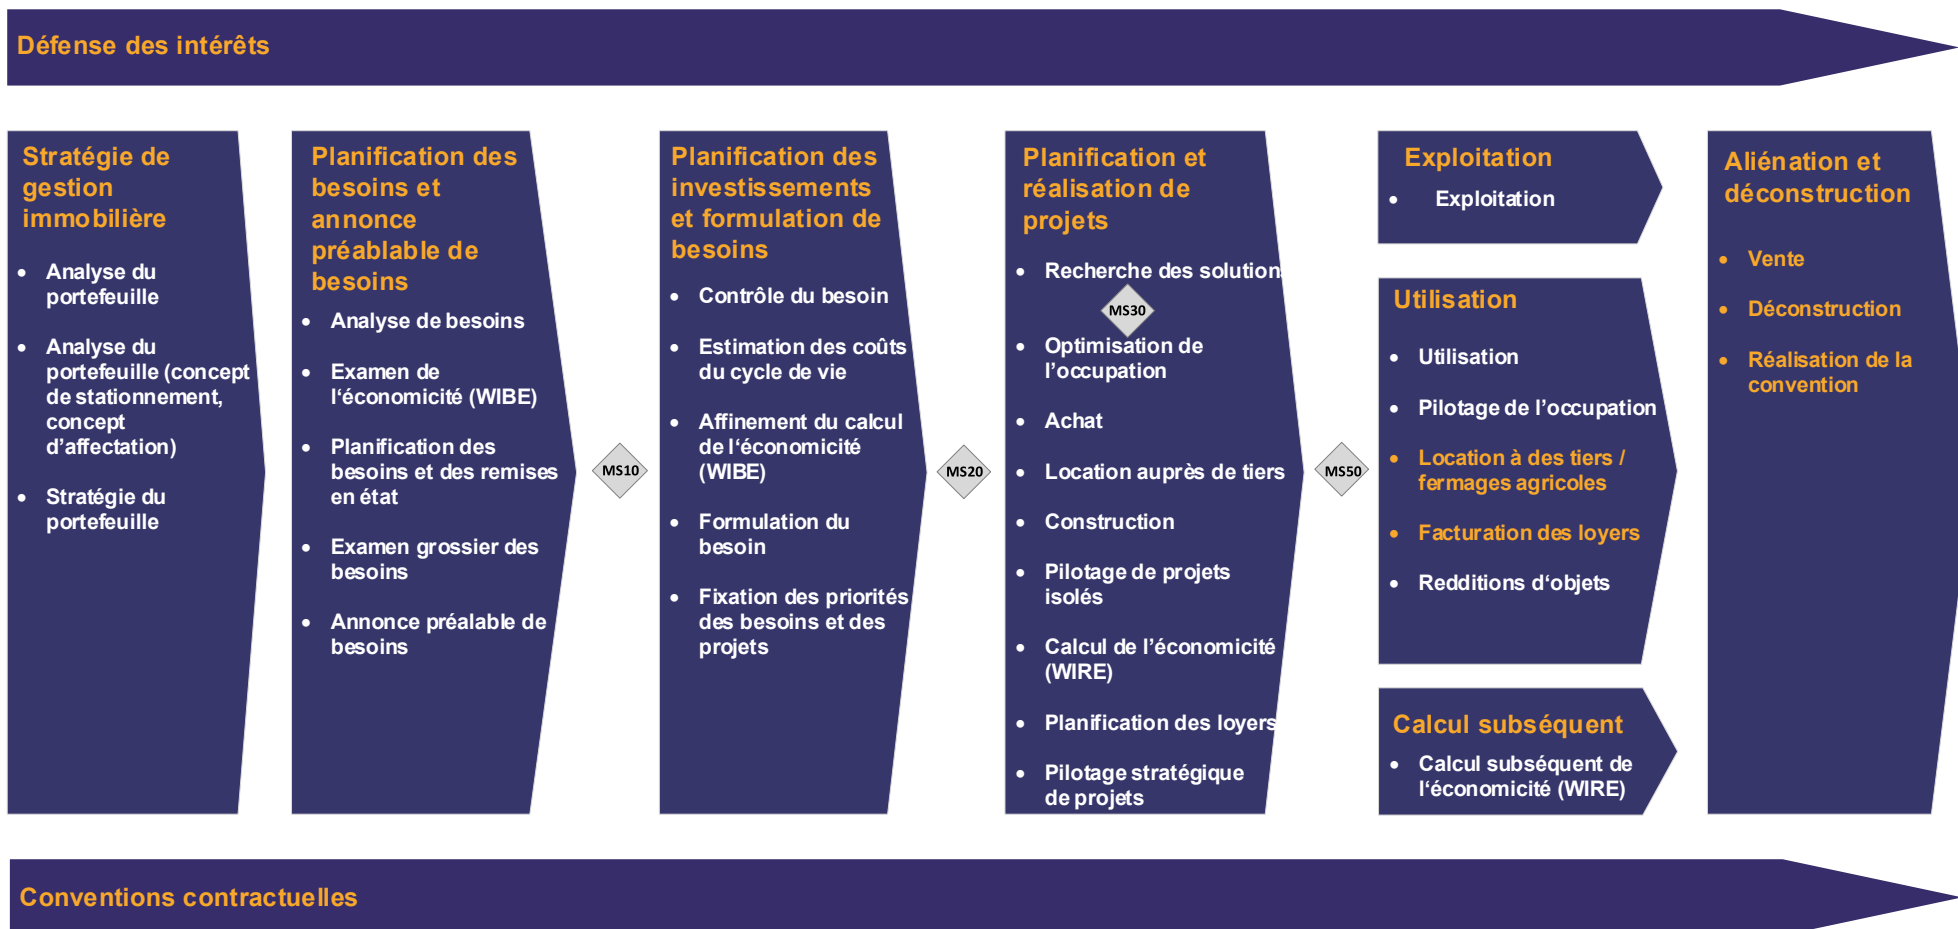 Défense des intérêts
Stratégie de
gestion
immobilière
• Analyse du
portefeuille
• Analyse du
portefeuille (concept
de stationnement,
concept
d’affectation)
• Stratégie du
portefeuille
Planification des
besoins et
annonce
préablable de
besoins
• Analyse de besoins
• Examen de
l‘économicité (WIBE)
• Planification des
besoins et des remises
en état
• Examen grossier des
besoins
• Annonce préalable de
besoins
MS10
Planification des
investissements
et formulation de
besoins
• Contrôle du besoin
• Estimation des coûts
du cycle de vie
• Affinement du calcul
de l‘économicité
(WIBE)
• Formulation du
besoin
• Fixation des priorités
des besoins et des
projets
MS20
Planification et
réalisation de
projets
• Recherche des solution
MS30
• Optimisation de
l’occupation
• Achat
• Location auprès de tiers
• Construction
• Pilotage de projets
isolés
• Calcul de l’économicité
(WIRE)
• Planification des loyers
• Pilotage stratégique
de projets
MS50
Exploitation
• Exploitation
Utilisation
• Utilisation
• Pilotage de l’occupation
• Location à des tiers /
fermages agricoles
• Facturation des loyers
• Redditions d‘objets
Calcul subséquent
• Calcul subséquent de
l‘économicité (WIRE)
Aliénation et
déconstruction
• Vente
• Déconstruction
• Réalisation de la
convention
Conventions contractuelles